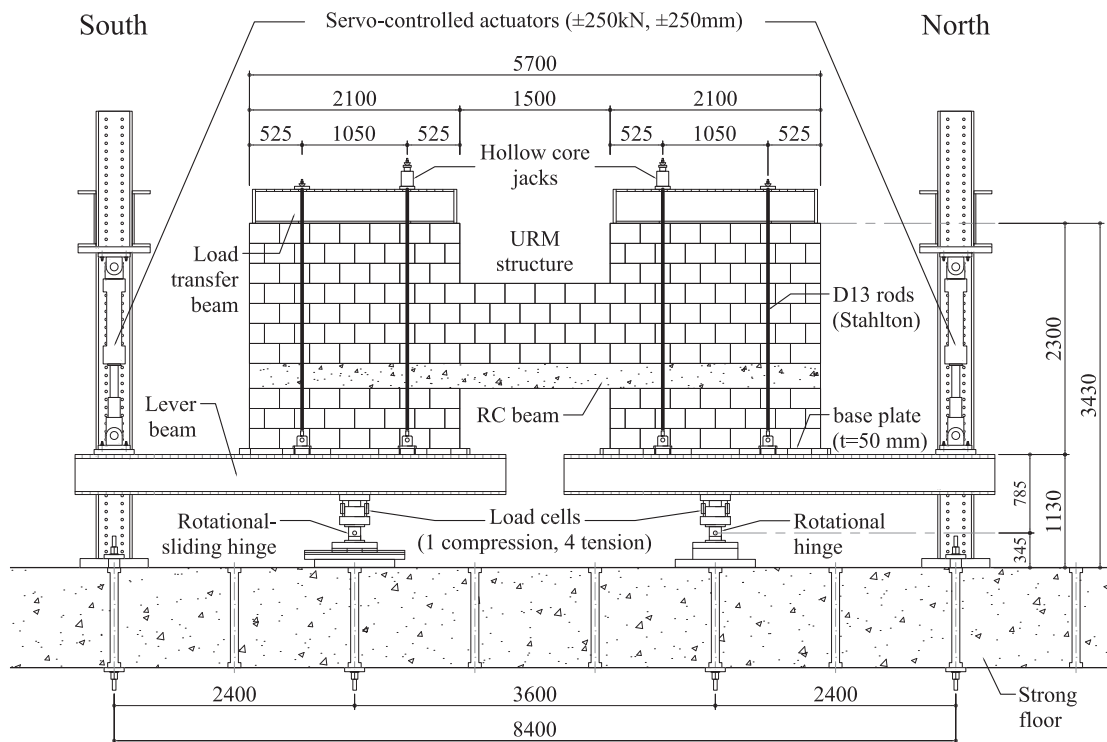 South
Servo-controlled actuators (±250kN, ±250mm)
North
5700
2100
1500
2100
525
1050
525
525
1050
525
Hollow core
jacks
URM
structure
Load
transfer
beam
D13 rods
(Stahlton)
2300
3430
RC beam
Lever
beam
base plate
(t=50 mm)
785
1130
345
Rotational-
sliding hinge
Load cells
(1 compression, 4 tension)
Rotational
hinge
2400
3600
2400
8400
Strong
floor